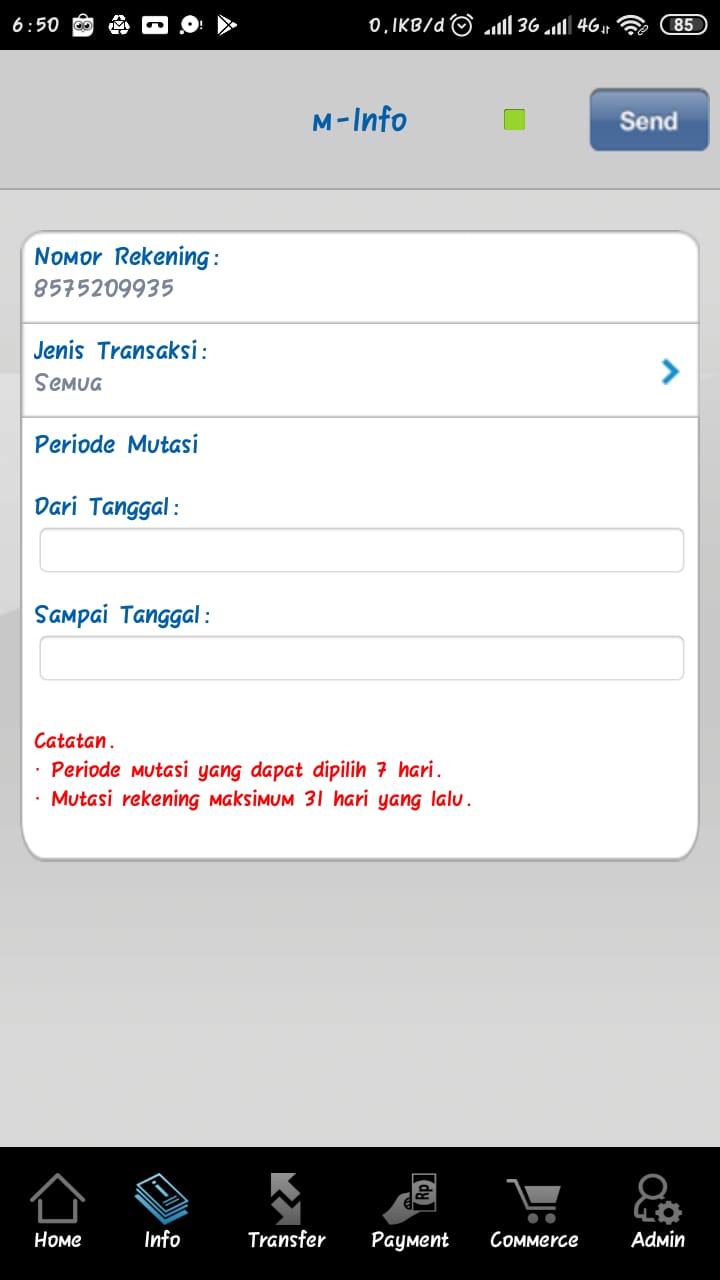 6:50 0,1KB/d 3G 4G 85
m-Info
Send
Nomor Rekening:
8575209935
Jenis Transaksi:
Semua
Periode Mutasi
Dari Tanggal:
Sampai Tanggal:
Catatan.
· Periode mutasi yang dapat dipilih 7 hari.
· Mutasi rekening maksimum 31 hari yang lalu.
Rp
Home Info Transfer Payment Commerce Admin